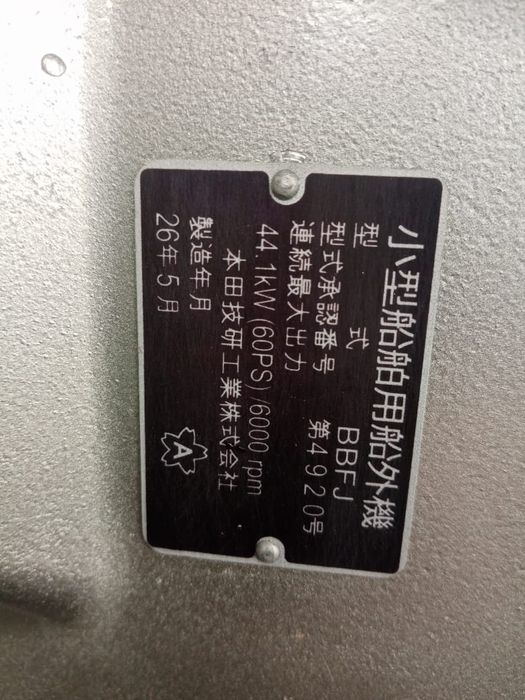 小型船舶用船外機
型式 BBFJ
型式承認番号 第4920号
連続最大出力
44.1kW(60PS)/6000rpm
本田技研工業株式会社
製造年月
26年5月
A